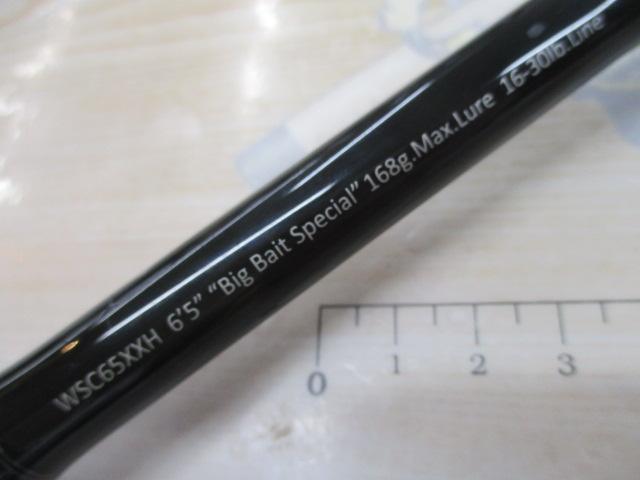 WSC65XXH 6'5" "Big Bait Special" 168g.Max.Lure 16-30lb.Line
0 1 2 3